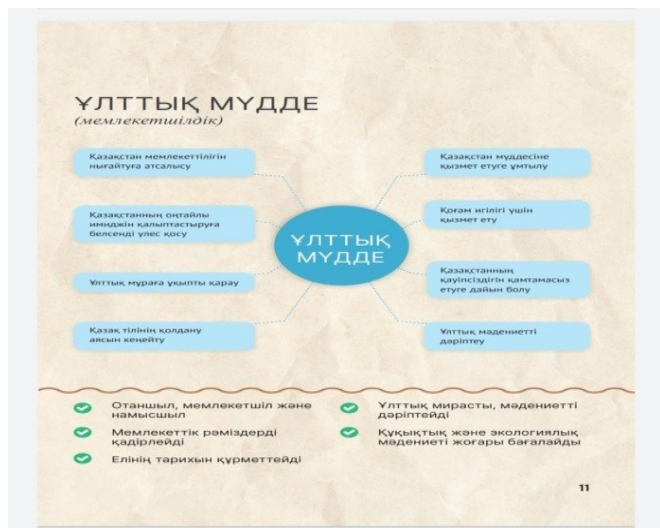 ҰЛТТЫҚ МҮДДЕ
(мемлекетшілдік)
Қазақстан мемлекеттілігін
нығайтуға атсалысу
Қазақстанның оңтайлы
имиджін қалыптастыруға
белсенді үлес қосу
Ұлттық мұраға ұқыпты қарау
Қазақ тілінің қолдану
аясын кеңейту
ҰЛТТЫҚ
МҮДДЕ
Қазақстан мүддесіне
қызмет етуге ұмтылу
Қоғам игілігі үшін
қызмет ету
Қазақстанның
қауіпсіздігін қамтамасыз
етуге дайын болу
Ұлттық мәдениетті
дәріптеу
Отаншыл, мемлекетшіл және
намысшыл
Мемлекеттік рәміздерді
қадірлейді
Елінің тарихын құрметтейді
Ұлттық мирасты, мәдениетті
дәріптейді
Құқықтық және экологиялық
мәдениеті жоғары бағалайды
11